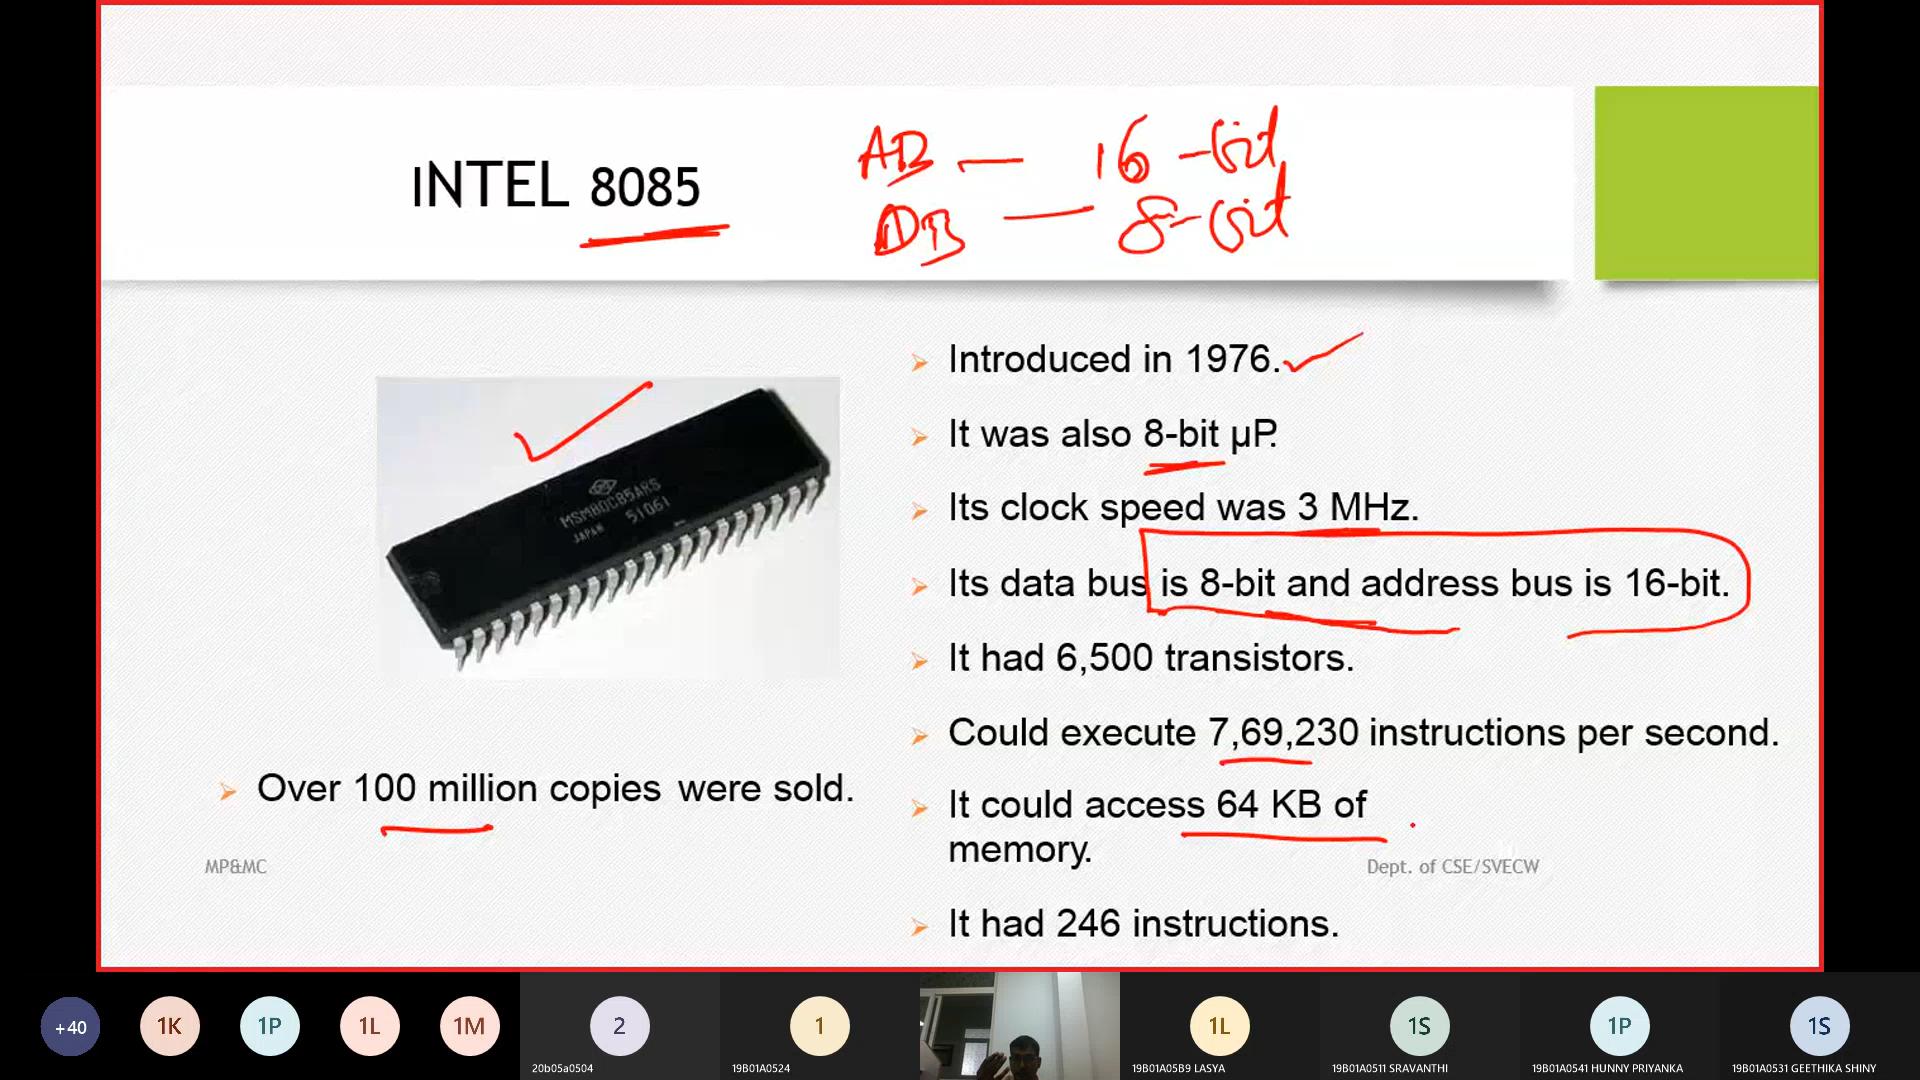 INTEL 8085
AB — 16-bit
DB — 8-bit
➢ Introduced in 1976.
➢ It was also 8-bit µP.
➢ Its clock speed was 3 MHz.
➢ Its data bus is 8-bit and address bus is 16-bit.
➢ It had 6,500 transistors.
➢ Could execute 7,69,230 instructions per second.
➢ It could access 64 KB of
memory.
➢ It had 246 instructions.
MSM80C85ARS
JAPAN 51061
➢ Over 100 million copies were sold.
MP&MC
Dept. of CSE/SVECW
+40
1K
1P
1L
1M
2
20b05a0504
1
19B01A0524
1L
19B01A05B9 LASYA
1S
19B01A0511 SRAVANTHI
1P
19B01A0541 HUNNY PRIYANKA
1S
19B01A0531 GEETHIKA SHINY